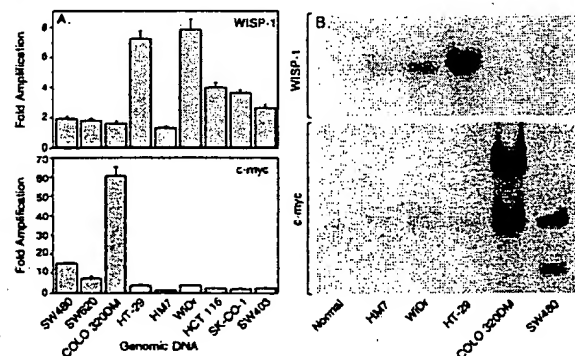 A.
WISP-1
Fold Amplification
8
6
4
2
0
c-myc
Fold Amplification
70
60
50
40
30
20
10
0
SW480
SW620
COLO 320DM
HT-29
HM7
WiDr
HCT 116
SK-CO-1
SW403
Genomic DNA
B
WISP-1
c-myc
Normal
HM7
WiDr
HT-29
COLO 320DM
SW480